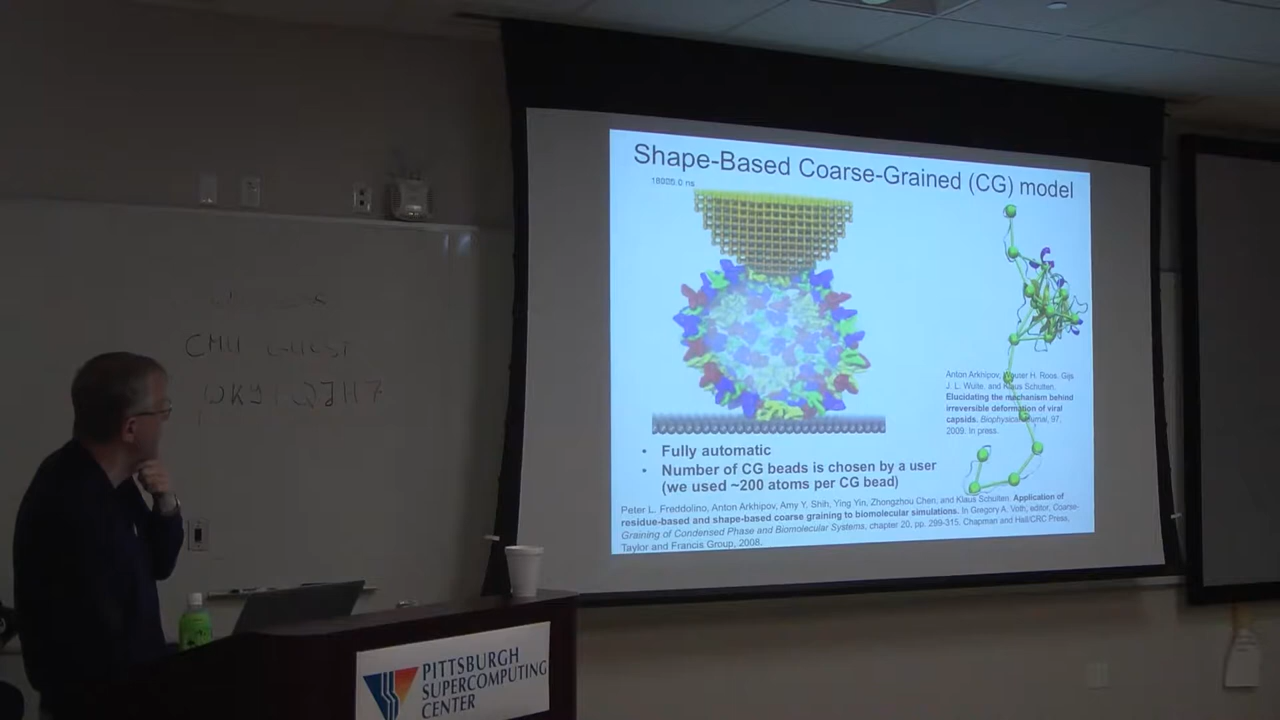 Shape-Based Coarse-Grained (CG) model
Anton Arkhipov, Wouter H. Roos, Gijs
J. L. Wuite, and Klaus Schulten.
Elucidating the mechanism behind
irreversible deformation of viral
capsids. Biophysical Journal, 97,
2009. In press.
• Fully automatic
• Number of CG beads is chosen by a user
(we used ~200 atoms per CG bead)
Peter L. Freddolino, Anton Arkhipov, Amy Y. Shih, Ying Yin, Zhongzhou Chen, and Klaus Schulten. Application of
residue-based and shape-based coarse graining to biomolecular simulations. In Gregory A. Voth, editor, Coarse-
Graining of Condensed Phase and Biomolecular Systems, chapter 20, pp. 299-315. Chapman and Hall/CRC Press,
Taylor and Francis Group, 2008.
CMU
PITTSBURGH
SUPERCOMPUTING
CENTER